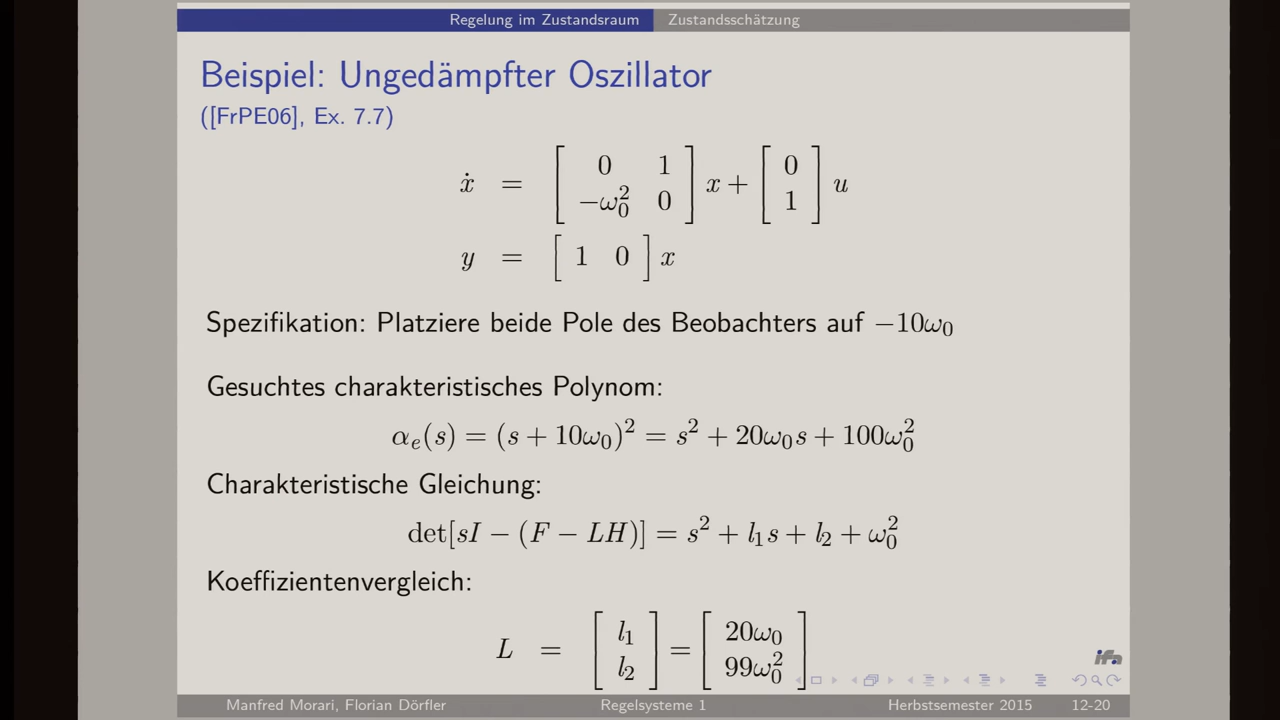 Regelung im Zustandsraum Zustandsschätzung
Beispiel: Ungedämpfter Oszillator
([FrPE06], Ex. 7.7)
ẋ = [ 0 1 ; −ω₀² 0 ] x + [ 0 ; 1 ] u
y = [ 1 0 ] x
Spezifikation: Platziere beide Pole des Beobachters auf −10ω₀
Gesuchtes charakteristisches Polynom:
αₑ(s) = (s + 10ω₀)² = s² + 20ω₀s + 100ω₀²
Charakteristische Gleichung:
det[sI − (F − LH)] = s² + l₁s + l₂ + ω₀²
Koeffizientenvergleich:
L = [ l₁ ; l₂ ] = [ 20ω₀ ; 99ω₀² ]
ifa
Manfred Morari, Florian Dörfler Regelsysteme 1 Herbstsemester 2015 12-20